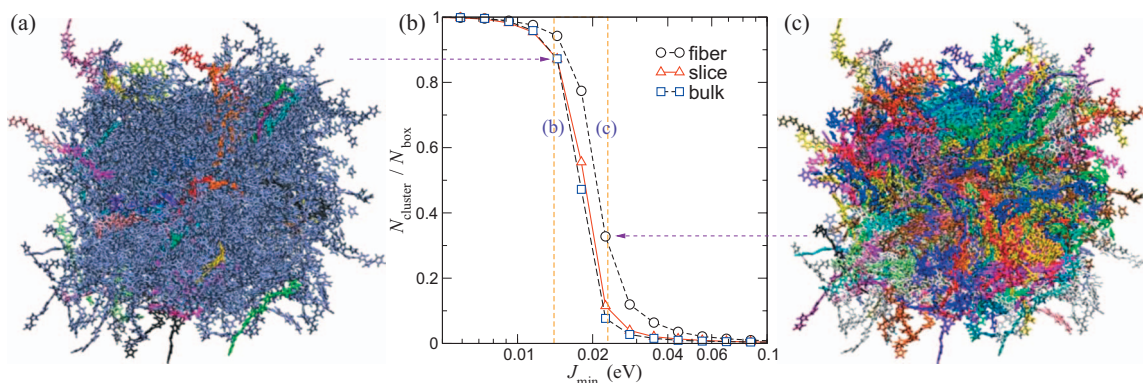 (a)
(b)
(c)
1
0.8
0.6
0.4
0.2
0
N_cluster / N_box
fiber
slice
bulk
(b)
(c)
0.01
0.02
0.04
0.06
0.1
J_min (eV)